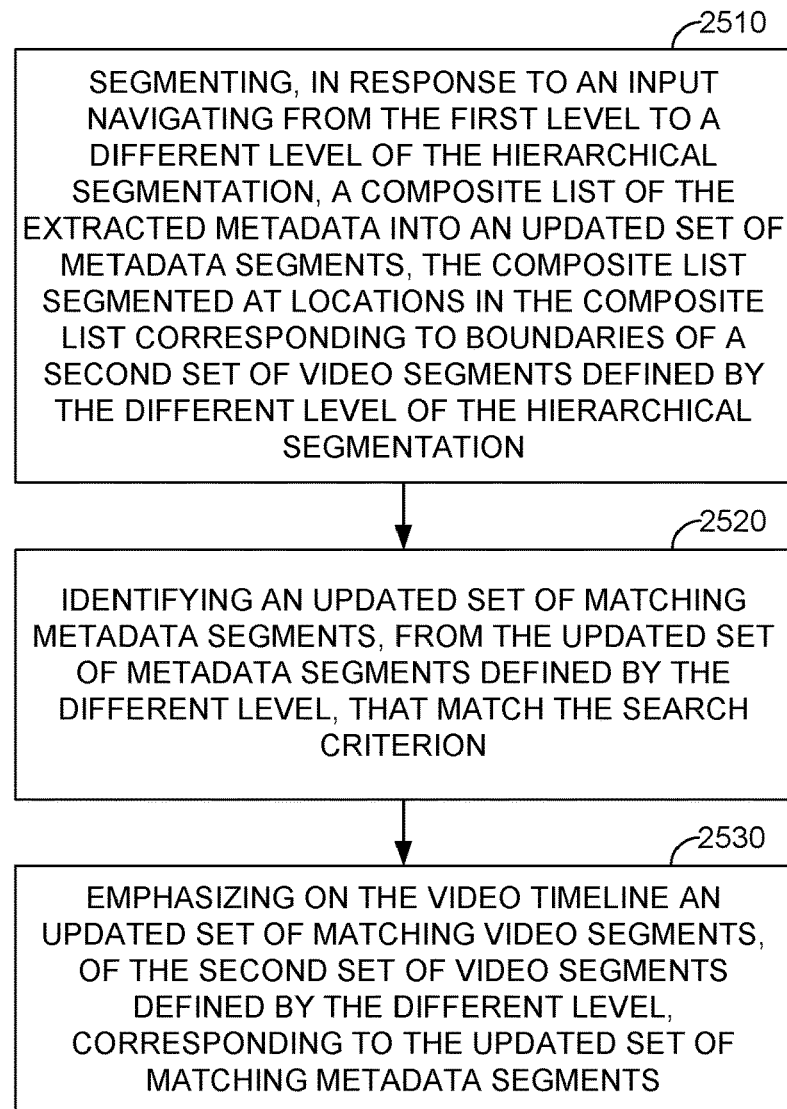 2510
SEGMENTING, IN RESPONSE TO AN INPUT
NAVIGATING FROM THE FIRST LEVEL TO A
DIFFERENT LEVEL OF THE HIERARCHICAL
SEGMENTATION, A COMPOSITE LIST OF THE
EXTRACTED METADATA INTO AN UPDATED SET OF
METADATA SEGMENTS, THE COMPOSITE LIST
SEGMENTED AT LOCATIONS IN THE COMPOSITE
LIST CORRESPONDING TO BOUNDARIES OF A
SECOND SET OF VIDEO SEGMENTS DEFINED BY
THE DIFFERENT LEVEL OF THE HIERARCHICAL
SEGMENTATION
2520
IDENTIFYING AN UPDATED SET OF MATCHING
METADATA SEGMENTS, FROM THE UPDATED SET
OF METADATA SEGMENTS DEFINED BY THE
DIFFERENT LEVEL, THAT MATCH THE SEARCH
CRITERION
2530
EMPHASIZING ON THE VIDEO TIMELINE AN
UPDATED SET OF MATCHING VIDEO SEGMENTS,
OF THE SECOND SET OF VIDEO SEGMENTS
DEFINED BY THE DIFFERENT LEVEL,
CORRESPONDING TO THE UPDATED SET OF
MATCHING METADATA SEGMENTS